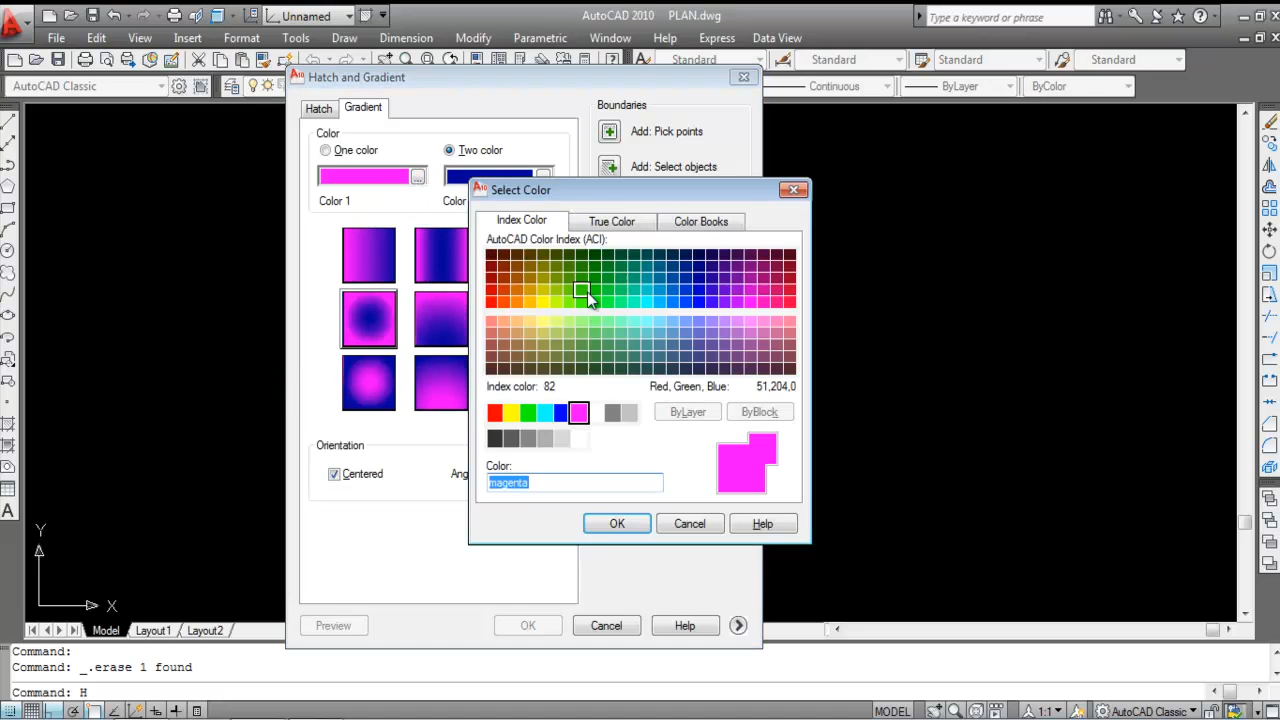 Unnamed
AutoCAD 2010 PLAN.dwg
Type a keyword or phrase
File Edit View Insert Format Tools Draw Dimension Modify Parametric Window Help Express Data View
Standard Standard Standard Standard
AutoCAD Classic
Continuous ByLayer ByColor
Hatch and Gradient
Hatch Gradient
Boundaries
Color
One color Two color
Add: Pick points
Add: Select objects
Color 1 Color
Select Color
Index Color True Color Color Books
AutoCAD Color Index (ACI):
Index color: 82 Red, Green, Blue: 51,204,0
ByLayer ByBlock
Orientation
Centered Ang
Color:
magenta
OK Cancel Help
Preview OK Cancel Help
Y
X
Model Layout1 Layout2
Command:
Command: _.erase 1 found
Command: H
MODEL 1:1 AutoCAD Classic